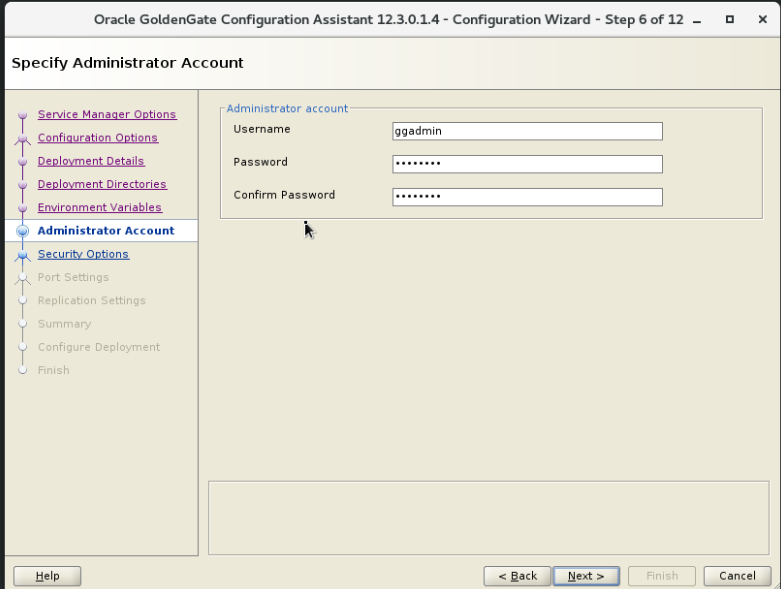 Oracle GoldenGate Configuration Assistant 12.3.0.1.4 - Configuration Wizard - Step 6 of 12
Specify Administrator Account
Service Manager Options
Configuration Options
Deployment Details
Deployment Directories
Environment Variables
Administrator Account
Security Options
Port Settings
Replication Settings
Summary
Configure Deployment
Finish
Administrator account
Username
ggadmin
Password
••••••••
Confirm Password
••••••••
Help
< Back
Next >
Finish
Cancel